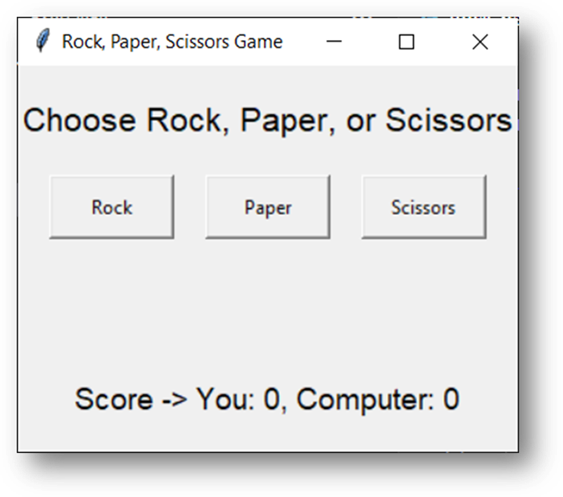 Rock, Paper, Scissors Game
Choose Rock, Paper, or Scissors
Rock Paper Scissors
Score -> You: 0, Computer: 0